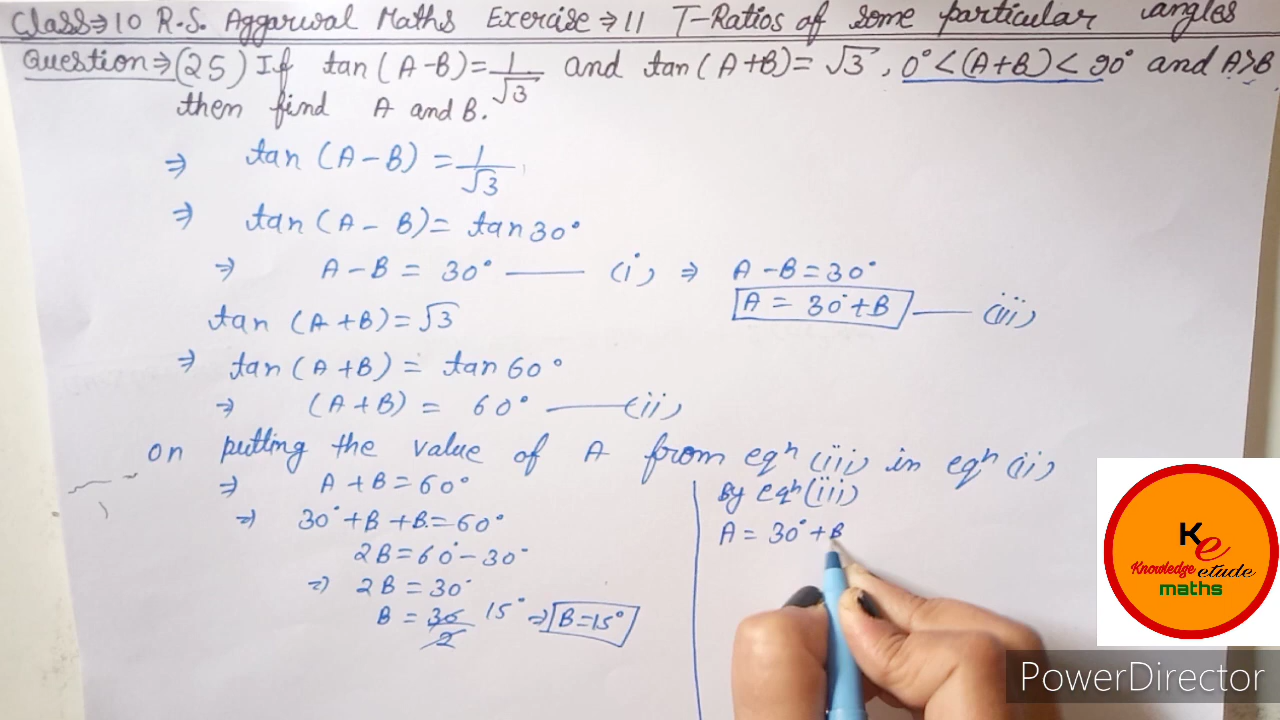 Class⇒10 R.S. Aggarwal Maths Exercise⇒11 T-Ratios of some particular angles
Question⇒(25) If tan(A-B)=1/√3 and tan(A+B)=√3, 0°<(A+B)<90° and A>B
then find A and B.
⇒ tan(A-B)=1/√3
⇒ tan(A-B)=tan30°
⇒ A-B=30° —— (i) ⇒ A-B=30°
A=30°+B —— (iii)
tan(A+B)=√3
⇒ tan(A+B)=tan60°
⇒ (A+B)=60° ——(ii)
on putting the value of A from eqn (iii) in eqn (ii)
⇒ A+B=60°
⇒ 30°+B+B=60°
2B=60°-30°
⇒ 2B=30°
B=30/2 15° ⇒ B=15°
By eqn(iii)
A=30°+B
Ke
Knowledge etude
maths
PowerDirector